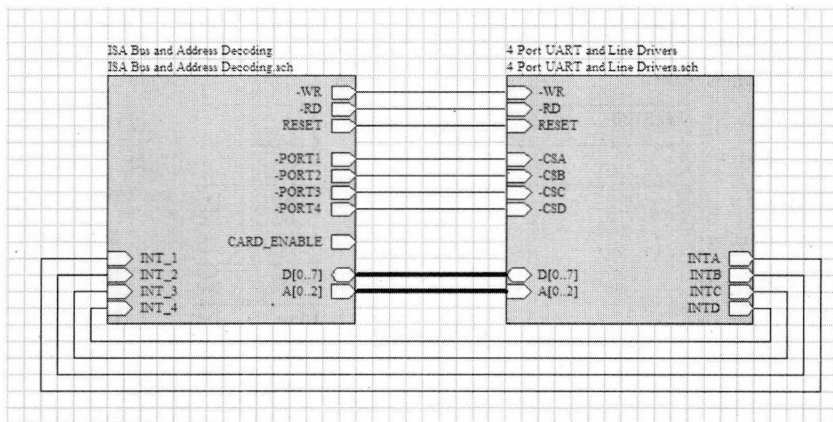 ISA Bus and Address Decoding
ISA Bus and Address Decoding.sch
-WR
-RD
RESET
-PORT1
-PORT2
-PORT3
-PORT4
CARD_ENABLE
INT_1
INT_2
INT_3
INT_4
D[0..7]
A[0..2]
4 Port UART and Line Drivers
4 Port UART and Line Drivers.sch
-WR
-RD
RESET
-CSA
-CSB
-CSC
-CSD
D[0..7]
A[0..2]
INTA
INTB
INTC
INTD